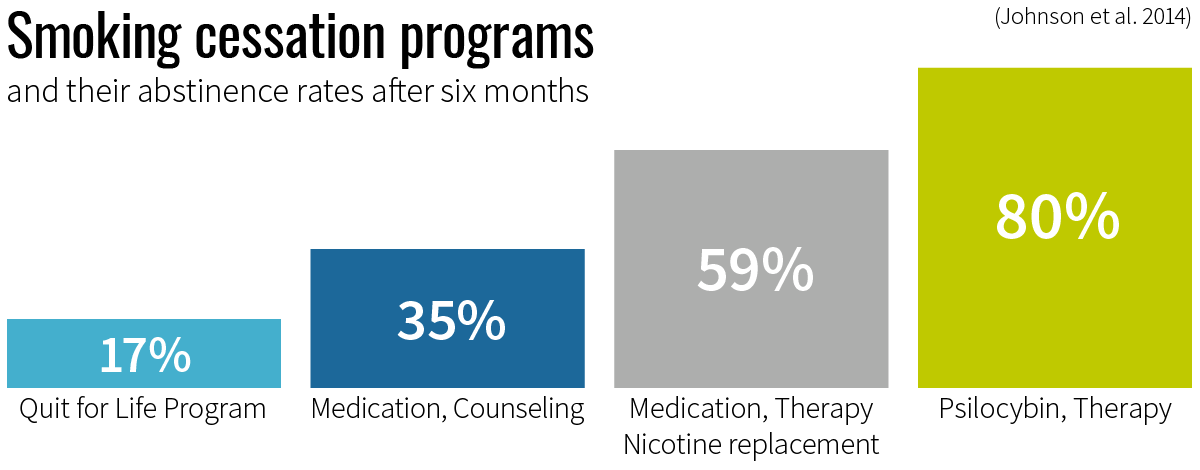 Smoking cessation programs
and their abstinence rates after six months
(Johnson et al. 2014)
17%
35%
59%
80%
Quit for Life Program
Medication, Counseling
Medication, Therapy
Nicotine replacement
Psilocybin, Therapy